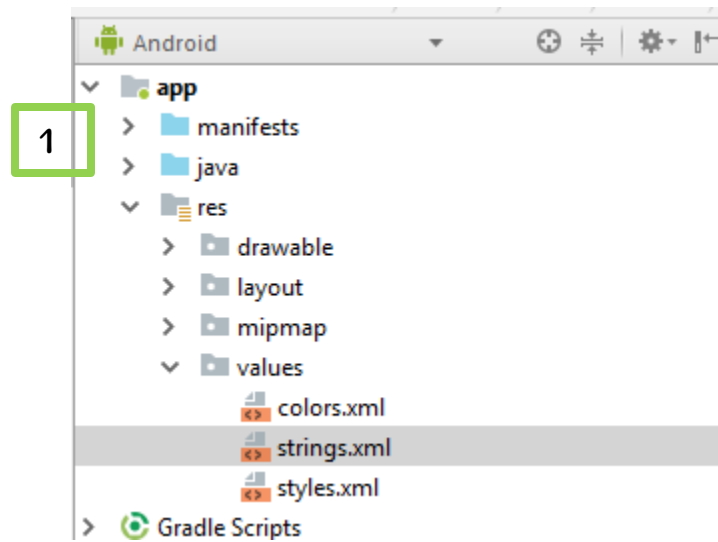 Android
app
1
manifests
java
res
drawable
layout
mipmap
values
colors.xml
strings.xml
styles.xml
Gradle Scripts